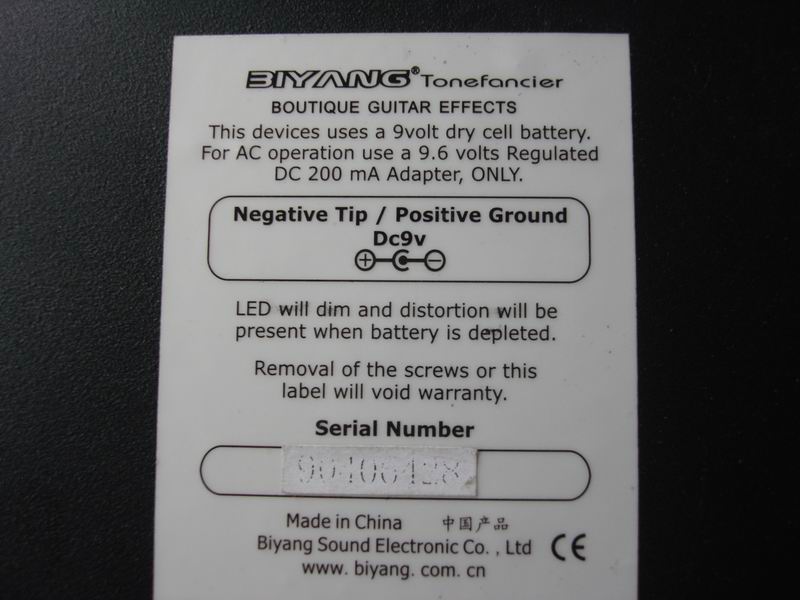 BIYANG® Tonefancier
BOUTIQUE GUITAR EFFECTS
This devices uses a 9volt dry cell battery.
For AC operation use a 9.6 volts Regulated
DC 200 mA Adapter, ONLY.
Negative Tip / Positive Ground
Dc9v
LED will dim and distortion will be
present when battery is depleted.
Removal of the screws or this
label will void warranty.
Serial Number
90406428
Made in China 中国产品
Biyang Sound Electronic Co. , Ltd CE
www. biyang. com. cn